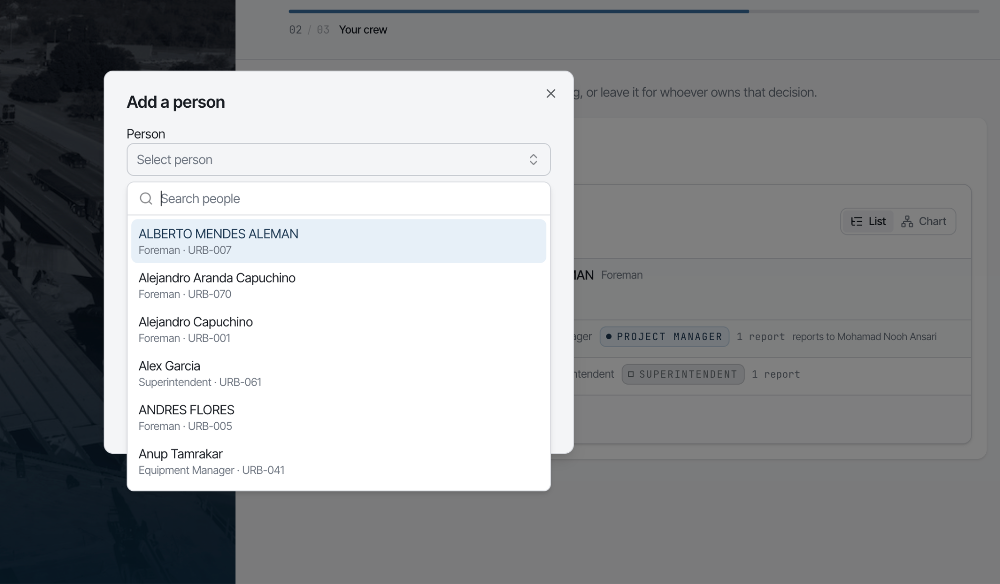 02 / 03 Your crew
g, or leave it for whoever owns that decision.
Add a person
Person
Select person
Search people
ALBERTO MENDES ALEMAN
Foreman · URB-007
Alejandro Aranda Capuchino
Foreman · URB-070
Alejandro Capuchino
Foreman · URB-001
Alex Garcia
Superintendent · URB-061
ANDRES FLORES
Foreman · URB-005
Anup Tamrakar
Equipment Manager · URB-041
List Chart
MAN Foreman
ager PROJECT MANAGER 1 report reports to Mohamad Nooh Ansari
ntendent SUPERINTENDENT 1 report